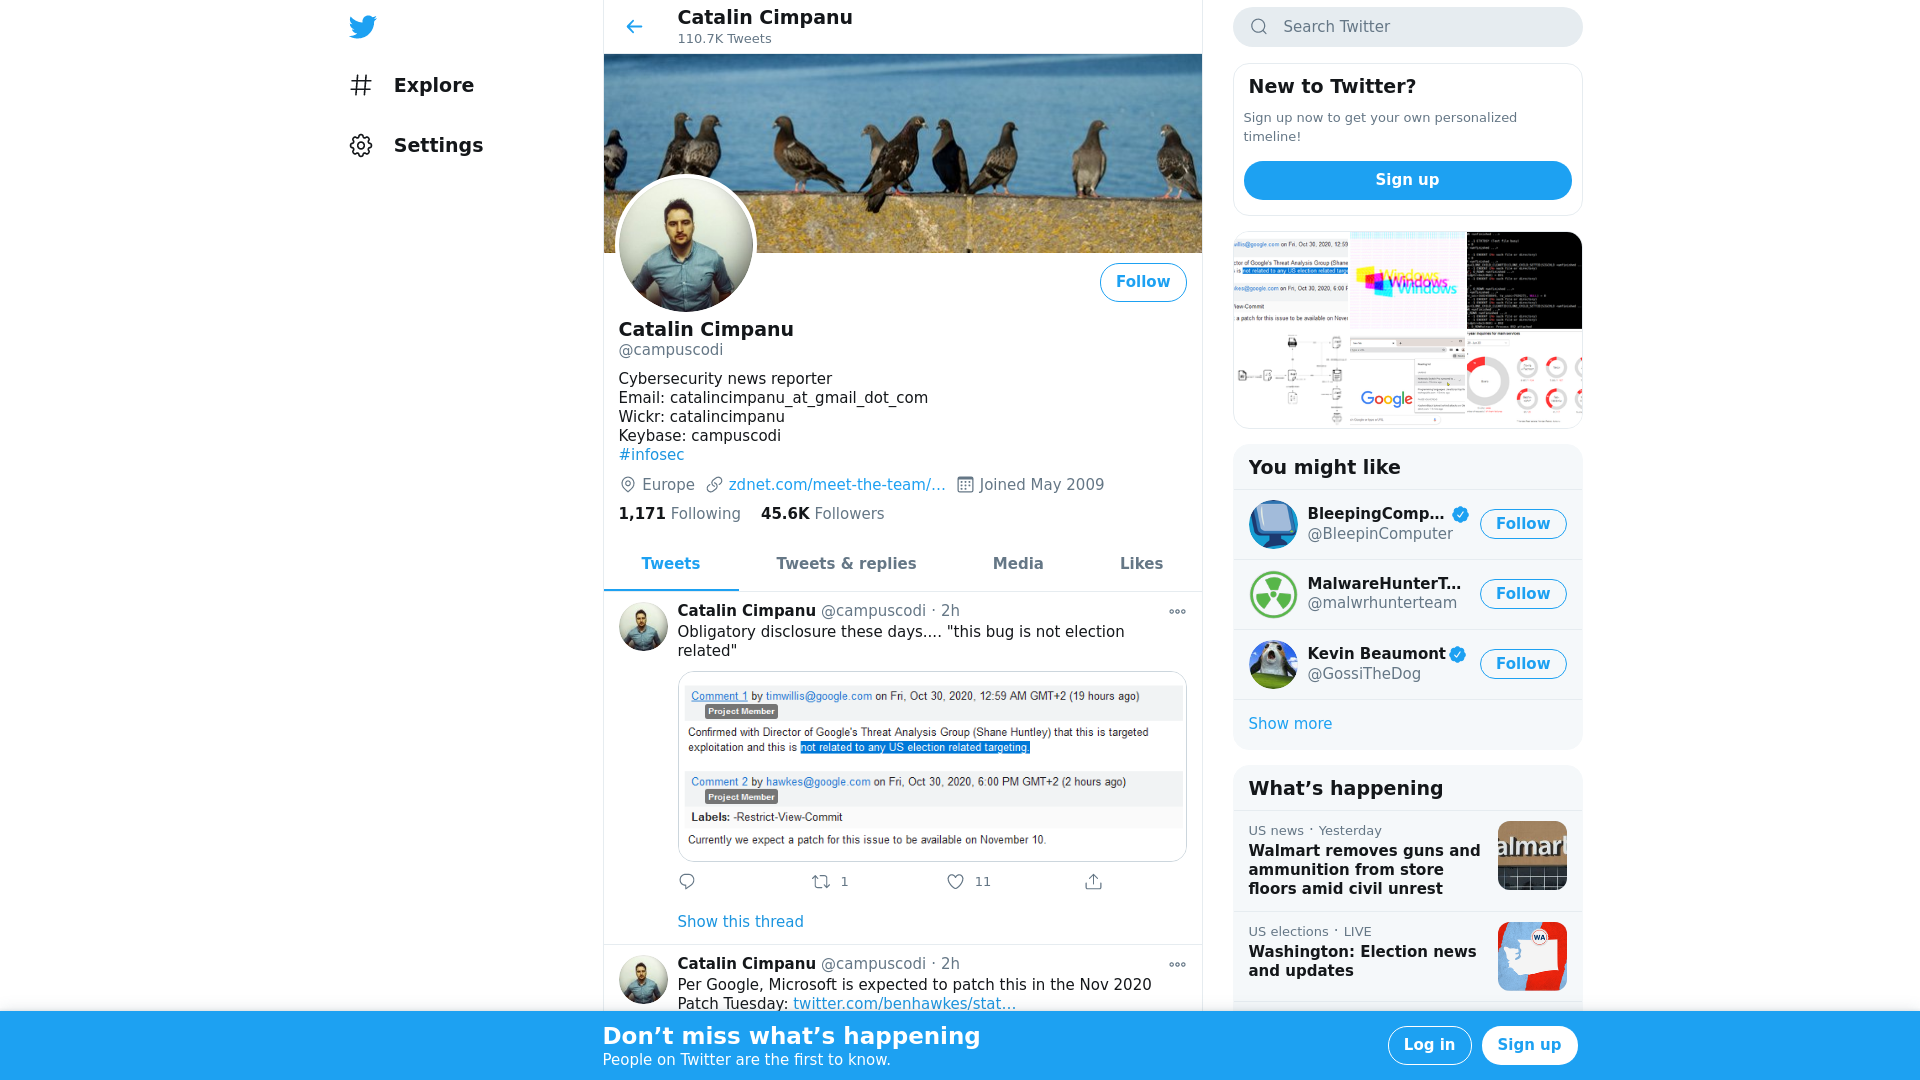 Explore
Settings
Catalin Cimpanu
110.7K Tweets
Follow
Catalin Cimpanu
@campuscodi
Cybersecurity news reporter
Email: catalincimpanu_at_gmail_dot_com
Wickr: catalincimpanu
Keybase: campuscodi
#infosec
Europe zdnet.com/meet-the-team/… Joined May 2009
1,171 Following 45.6K Followers
Tweets Tweets & replies Media Likes
Catalin Cimpanu @campuscodi · 2h
Obligatory disclosure these days.... "this bug is not election
related"
Comment 1 by timwillis@google.com on Fri, Oct 30, 2020, 12:59 AM GMT+2 (19 hours ago)
Project Member
Confirmed with Director of Google's Threat Analysis Group (Shane Huntley) that this is targeted
exploitation and this is not related to any US election related targeting.
Comment 2 by hawkes@google.com on Fri, Oct 30, 2020, 6:00 PM GMT+2 (2 hours ago)
Project Member
Labels: -Restrict-View-Commit
Currently we expect a patch for this issue to be available on November 10.
1 11
Show this thread
Catalin Cimpanu @campuscodi · 2h
Per Google, Microsoft is expected to patch this in the Nov 2020
Patch Tuesday: twitter.com/benhawkes/stat…
Search Twitter
New to Twitter?
Sign up now to get your own personalized
timeline!
Sign up
Windows
Windows
Windows
Google
You might like
BleepingComp…
@BleepinComputer
Follow
MalwareHunterT…
@malwrhunterteam
Follow
Kevin Beaumont
@GossiTheDog
Follow
Show more
What’s happening
US news · Yesterday
Walmart removes guns and
ammunition from store
floors amid civil unrest
almart
US elections · LIVE
Washington: Election news
and updates
WA
Don’t miss what’s happening
People on Twitter are the first to know.
Log in
Sign up